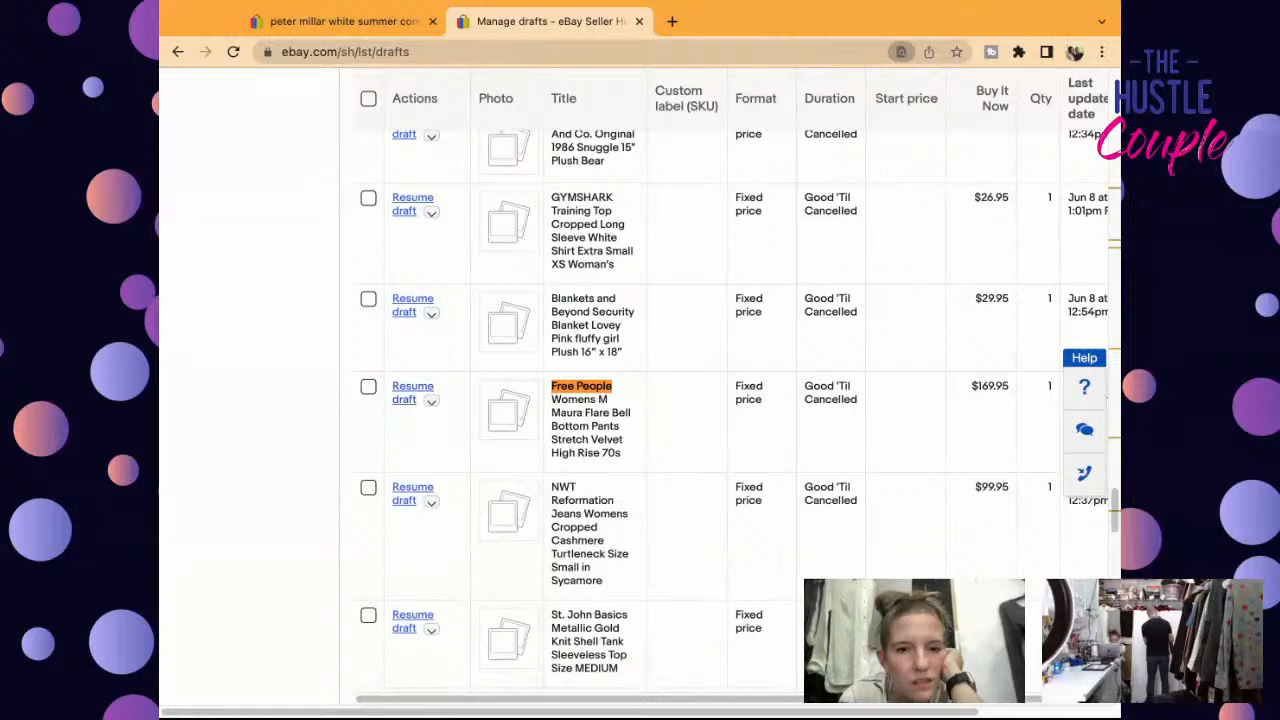 peter millar white summer com
Manage drafts - eBay Seller H
ebay.com/sh/lst/drafts
-THE-
HUSTLE
Couple
Actions
Photo
Title
Custom
label (SKU)
Format
Duration
Start price
Buy It
Now
Qty
Last
update
date
draft
And Co. Original
1986 Snuggle 15"
Plush Bear
price
Cancelled
12:34p
Resume
draft
GYMSHARK
Training Top
Cropped Long
Sleeve White
Shirt Extra Small
XS Woman's
Fixed
price
Good 'Til
Cancelled
$26.95
1
Jun 8 at
1:01pm
Resume
draft
Blankets and
Beyond Security
Blanket Lovey
Pink fluffy girl
Plush 16" x 18"
Fixed
price
Good 'Til
Cancelled
$29.95
1
Jun 8 at
12:54pm
Help
?
Resume
draft
Free People
Womens M
Maura Flare Bell
Bottom Pants
Stretch Velvet
High Rise 70s
Fixed
price
Good 'Til
Cancelled
$169.95
1
Resume
draft
NWT
Reformation
Jeans Womens
Cropped
Cashmere
Turtleneck Size
Small in
Sycamore
Fixed
price
Good 'Til
Cancelled
$99.95
1
12:37pm
Resume
draft
St. John Basics
Metallic Gold
Knit Shell Tank
Sleeveless Top
Size MEDIUM
Fixed
price